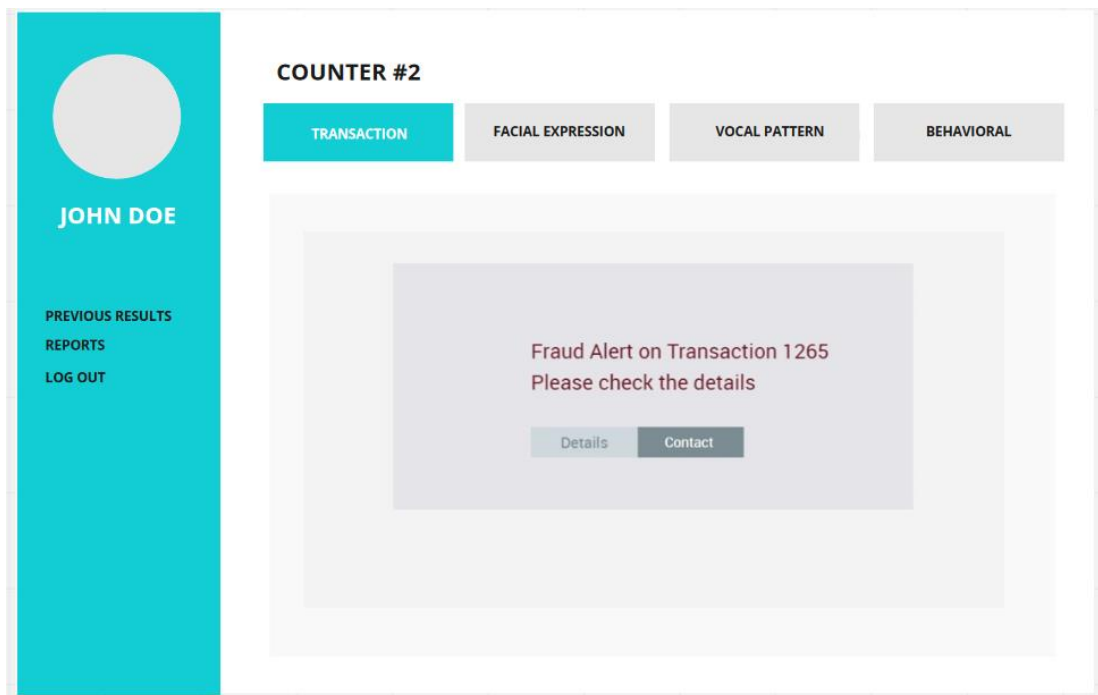 JOHN DOE
PREVIOUS RESULTS
REPORTS
LOG OUT
COUNTER #2
TRANSACTION
FACIAL EXPRESSION
VOCAL PATTERN
BEHAVIORAL
Fraud Alert on Transaction 1265
Please check the details
Details
Contact